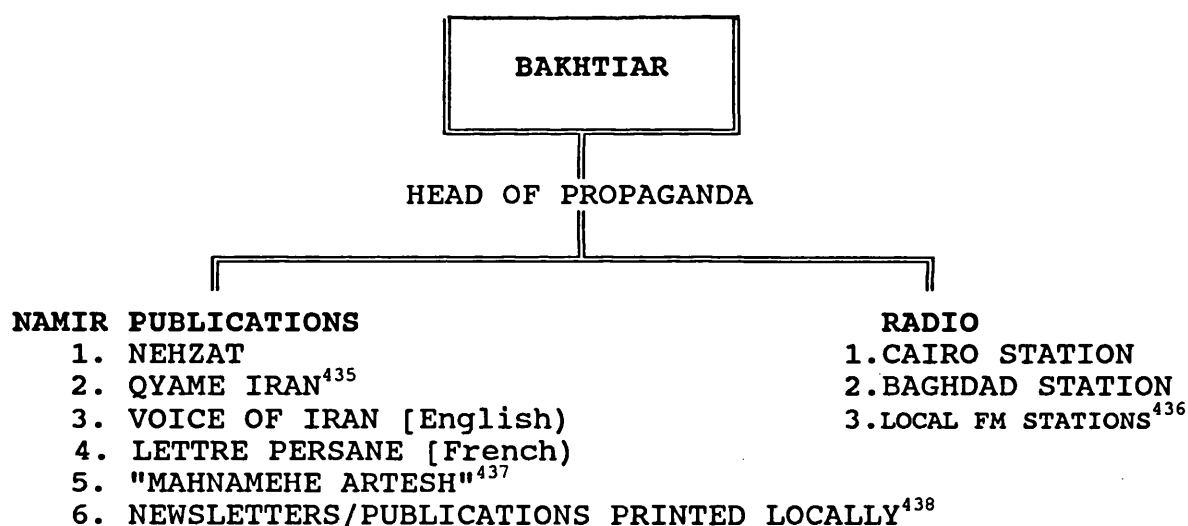 BAKHTIAR
HEAD OF PROPAGANDA
NAMIR PUBLICATIONS
1. NEHZAT
2. QYAME IRAN⁴³⁵
3. VOICE OF IRAN [English)
4. LETTRE PERSANE [French)
5. "MAHNAMEHE ARTESH"⁴³⁷
6. NEWSLETTERS/PUBLICATIONS PRINTED LOCALLY⁴³⁸
RADIO
1.CAIRO STATION
2.BAGHDAD STATION
3.LOCAL FM STATIONS⁴³⁶